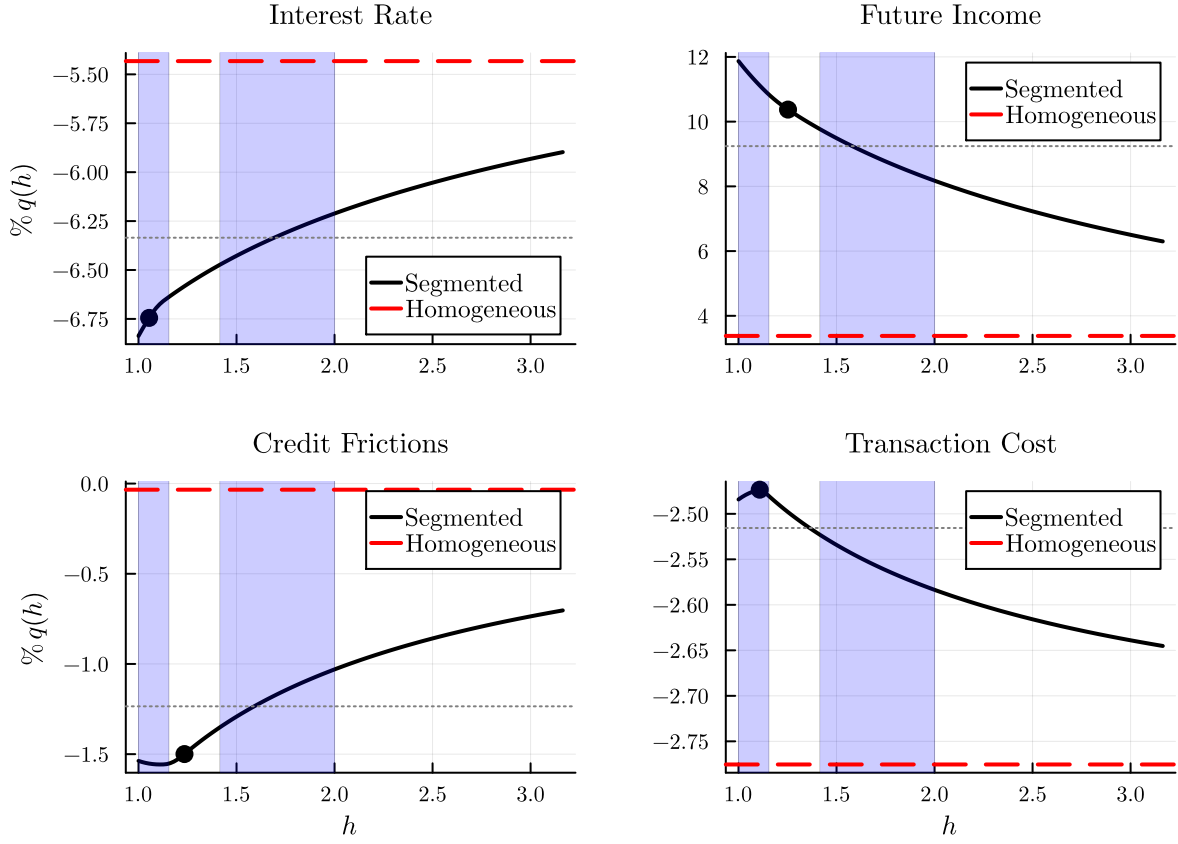 Interest Rate
% q(h)
−5.50
−5.75
−6.00
−6.25
−6.50
−6.75
1.0 1.5 2.0 2.5 3.0
Segmented
Homogeneous
Future Income
12
10
8
6
4
1.0 1.5 2.0 2.5 3.0
Segmented
Homogeneous
Credit Frictions
% q(h)
0.0
−0.5
−1.0
−1.5
1.0 1.5 2.0 2.5 3.0
h
Segmented
Homogeneous
Transaction Cost
−2.50
−2.55
−2.60
−2.65
−2.70
−2.75
1.0 1.5 2.0 2.5 3.0
h
Segmented
Homogeneous